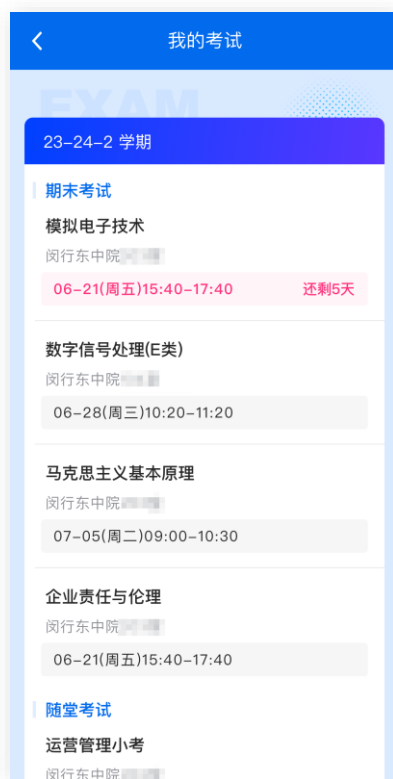 我的考试
EXAM
23-24-2 学期
期末考试
模拟电子技术
闵行东中院
06-21(周五)15:40-17:40 还剩5天
数字信号处理(E类)
闵行东中院
06-28(周三)10:20-11:20
马克思主义基本原理
闵行东中院
07-05(周二)09:00-10:30
企业责任与伦理
闵行东中院
06-21(周五)15:40-17:40
随堂考试
运营管理小考
闵行东中院